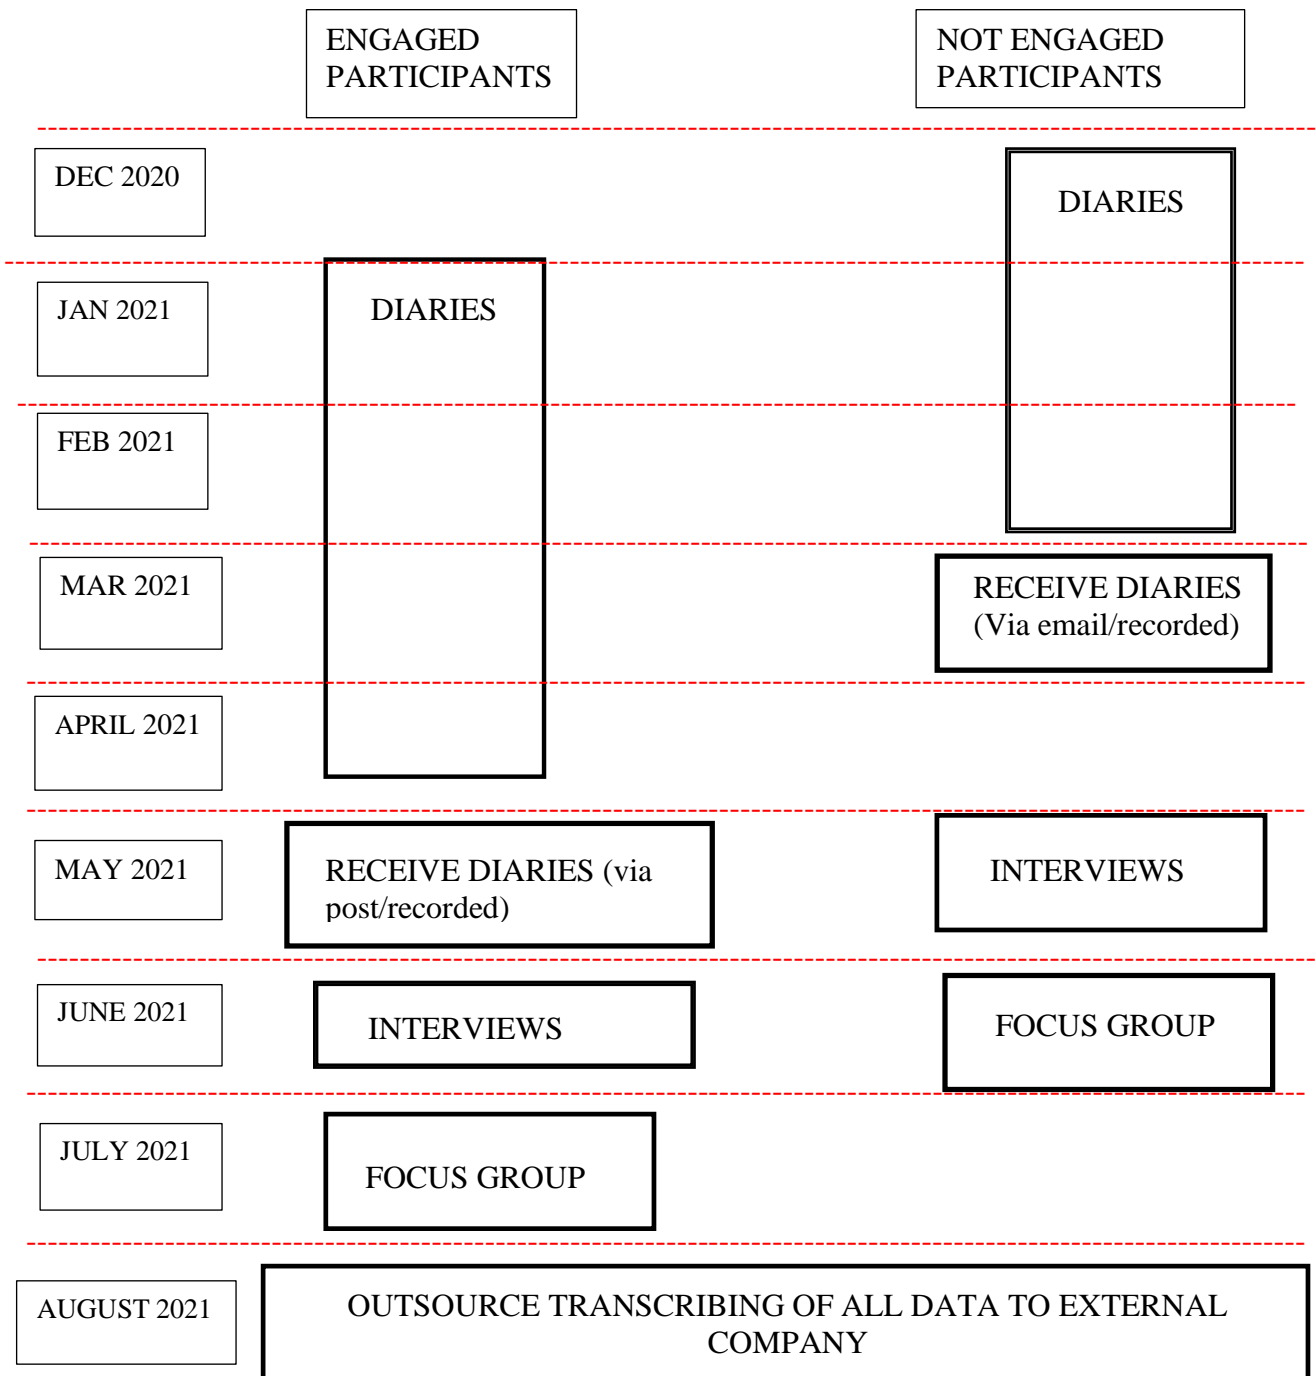 ENGAGED
PARTICIPANTS
NOT ENGAGED
PARTICIPANTS
DEC 2020
DIARIES
JAN 2021
DIARIES
FEB 2021
MAR 2021
RECEIVE DIARIES
(Via email/recorded)
APRIL 2021
MAY 2021
RECEIVE DIARIES (via
post/recorded)
INTERVIEWS
JUNE 2021
INTERVIEWS
FOCUS GROUP
JULY 2021
FOCUS GROUP
AUGUST 2021
OUTSOURCE TRANSCRIBING OF ALL DATA TO EXTERNAL
COMPANY